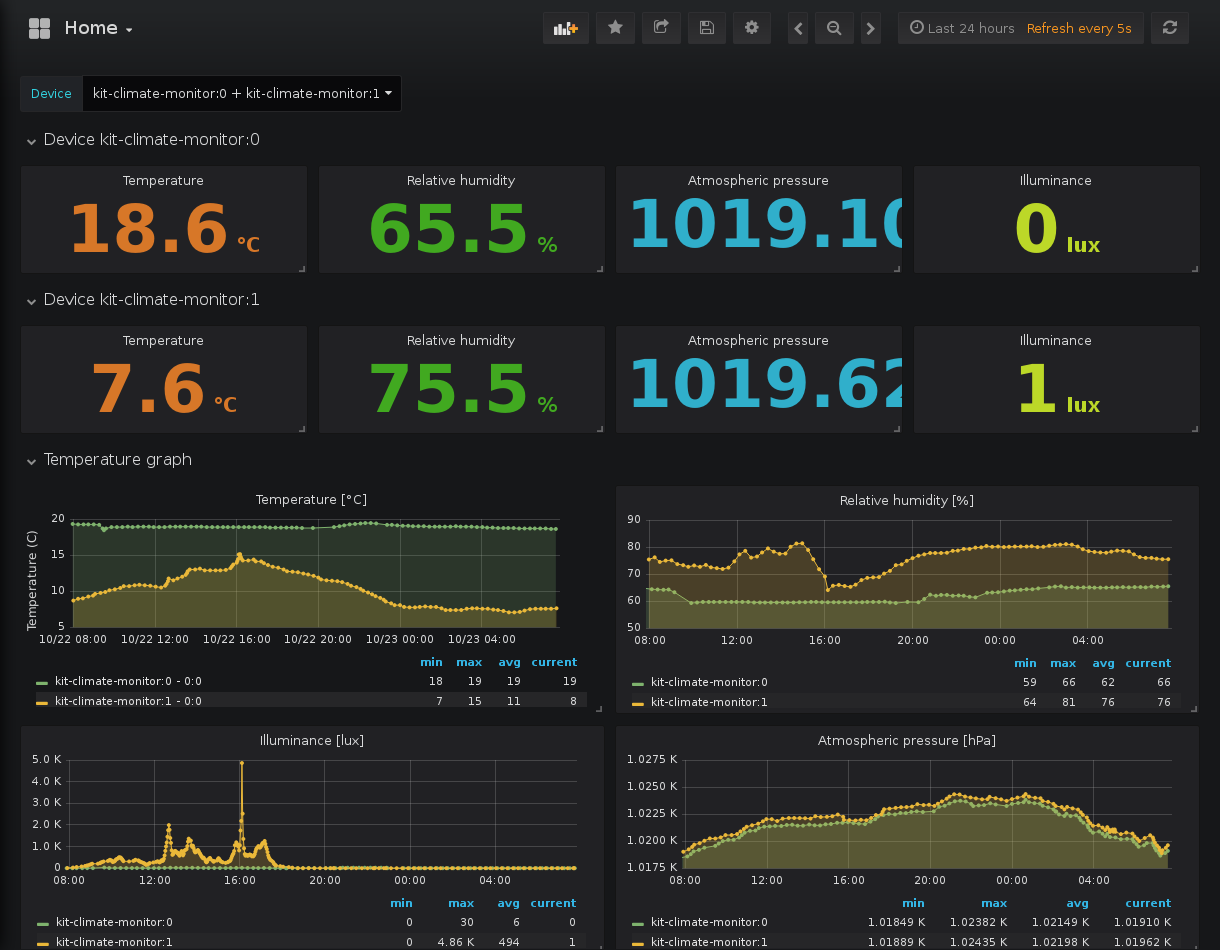 Home
Last 24 hours Refresh every 5s
Device kit-climate-monitor:0 + kit-climate-monitor:1
Device kit-climate-monitor:0
Temperature Relative humidity Atmospheric pressure Illuminance
18.6 °C 65.5 % 1019.10 0 lux
Device kit-climate-monitor:1
Temperature Relative humidity Atmospheric pressure Illuminance
7.6 °C 75.5 % 1019.62 1 lux
Temperature graph
Temperature [°C]
Temperature (C)
20
15
10
5
10/22 08:00 10/22 12:00 10/22 16:00 10/22 20:00 10/23 00:00 10/23 04:00
min max avg current
kit-climate-monitor:0 - 0:0 18 19 19 19
kit-climate-monitor:1 - 0:0 7 15 11 8
Relative humidity [%]
90
80
70
60
50
08:00 12:00 16:00 20:00 00:00 04:00
min max avg current
kit-climate-monitor:0 59 66 62 66
kit-climate-monitor:1 64 81 76 76
Illuminance [lux]
5.0 K
4.0 K
3.0 K
2.0 K
1.0 K
0
08:00 12:00 16:00 20:00 00:00 04:00
min max avg current
kit-climate-monitor:0 0 30 6 0
kit-climate-monitor:1 0 4.86 K 494 1
Atmospheric pressure [hPa]
1.0275 K
1.0250 K
1.0225 K
1.0200 K
1.0175 K
08:00 12:00 16:00 20:00 00:00 04:00
min max avg current
kit-climate-monitor:0 1.01849 K 1.02382 K 1.02149 K 1.01910 K
kit-climate-monitor:1 1.01889 K 1.02435 K 1.02198 K 1.01962 K